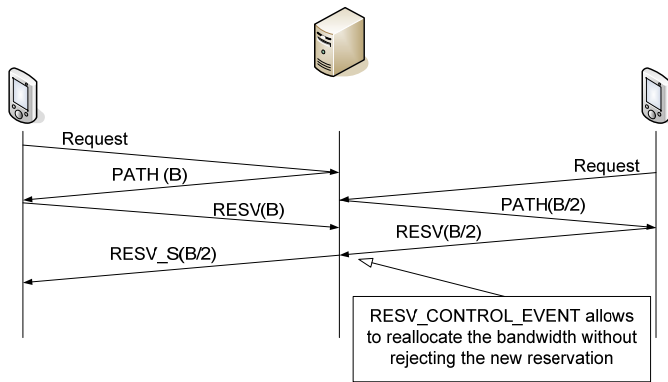 Request
PATH (B)
RESV(B)
Request
PATH(B/2)
RESV(B/2)
RESV_S(B/2)
RESV_CONTROL_EVENT allows
to reallocate the bandwidth without
rejecting the new reservation